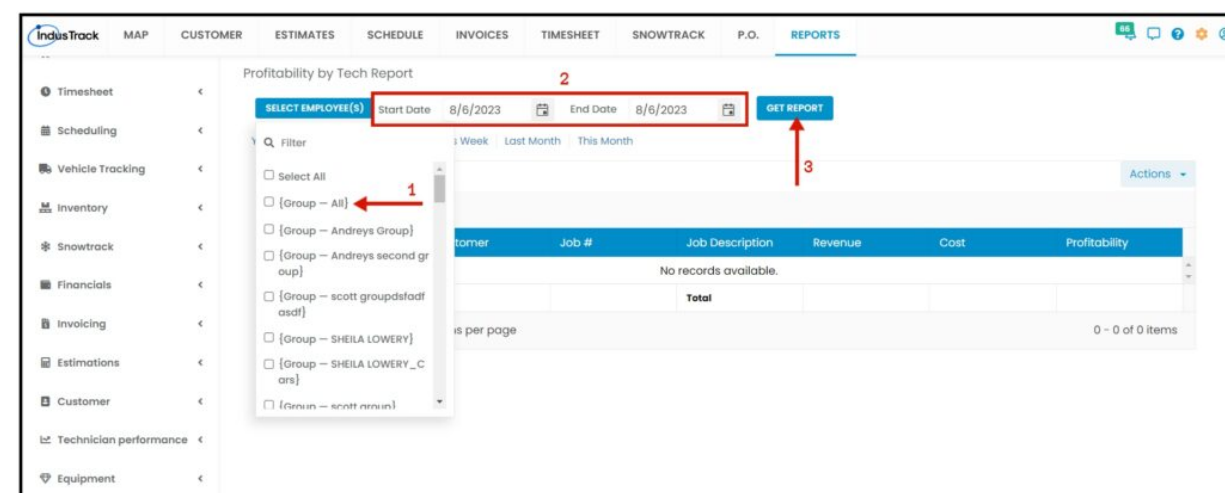 IndusTrack MAP CUSTOMER ESTIMATES SCHEDULE INVOICES TIMESHEET SNOWTRACK P.O. REPORTS 66
Profitability by Tech Report
2
Timesheet
SELECT EMPLOYEE(S) Start Date 8/6/2023 End Date 8/6/2023 GET REPORT
Scheduling
Filter
Week Last Month This Month
3
Vehicle Tracking
Select All
Actions
1
Inventory
{Group — All}
{Group — Andreys Group}
Snowtrack
Job # Job Description Revenue Cost Profitability
{Group — Andreys second gr
oup}
No records available.
Financials
{Group — scott groupdsfadf
asdf}
Total
Invoicing
{Group — SHEILA LOWERY}
per page
0 - 0 of 0 items
Estimations
{Group — SHEILA LOWERY_C
ars}
Customer
{Group — scott group}
Technician performance
Equipment